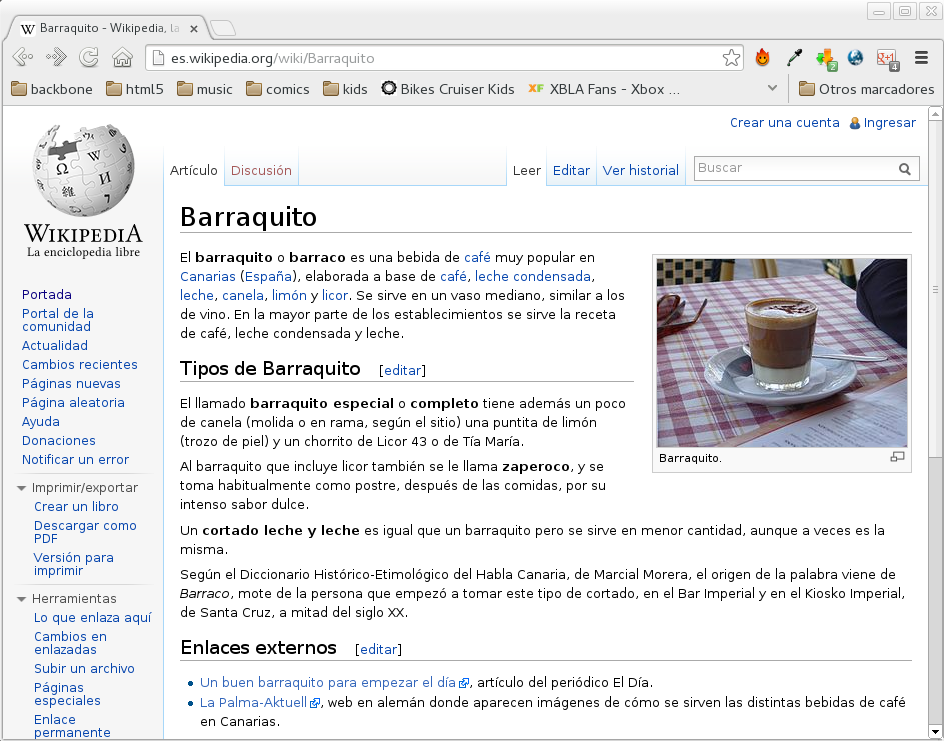 Barraquito - Wikipedia, la
es.wikipedia.org/wiki/Barraquito
2
g+1
4
backbone
html5
music
comics
kids
Bikes Cruiser Kids
XF
XBLA Fans - Xbox ...
Otros marcadores
Crear una cuenta
Ingresar
WIKIPEDIA
La enciclopedia libre
Artículo
Discusión
Leer
Editar
Ver historial
Buscar
Portada
Portal de la
comunidad
Actualidad
Cambios recientes
Páginas nuevas
Página aleatoria
Ayuda
Donaciones
Notificar un error
Imprimir/exportar
Crear un libro
Descargar como
PDF
Versión para
imprimir
Herramientas
Lo que enlaza aquí
Cambios en
enlazadas
Subir un archivo
Páginas
especiales
Enlace
permanente
Barraquito
El barraquito o barraco es una bebida de café muy popular en
Canarias (España), elaborada a base de café, leche condensada,
leche, canela, limón y licor. Se sirve en un vaso mediano, similar a los
de vino. En la mayor parte de los establecimientos se sirve la receta
de café, leche condensada y leche.
Barraquito.
Tipos de Barraquito [editar]
El llamado barraquito especial o completo tiene además un poco
de canela (molida o en rama, según el sitio) una puntita de limón
(trozo de piel) y un chorrito de Licor 43 o de Tía María.
Al barraquito que incluye licor también se le llama zaperoco, y se
toma habitualmente como postre, después de las comidas, por su
intenso sabor dulce.
Un cortado leche y leche es igual que un barraquito pero se sirve en menor cantidad, aunque a veces es la
misma.
Según el Diccionario Histórico-Etimológico del Habla Canaria, de Marcial Morera, el origen de la palabra viene de
Barraco, mote de la persona que empezó a tomar este tipo de cortado, en el Bar Imperial y en el Kiosko Imperial,
de Santa Cruz, a mitad del siglo XX.
Enlaces externos [editar]
Un buen barraquito para empezar el día, artículo del periódico El Día.
La Palma-Aktuell, web en alemán donde aparecen imágenes de cómo se sirven las distintas bebidas de café
en Canarias.